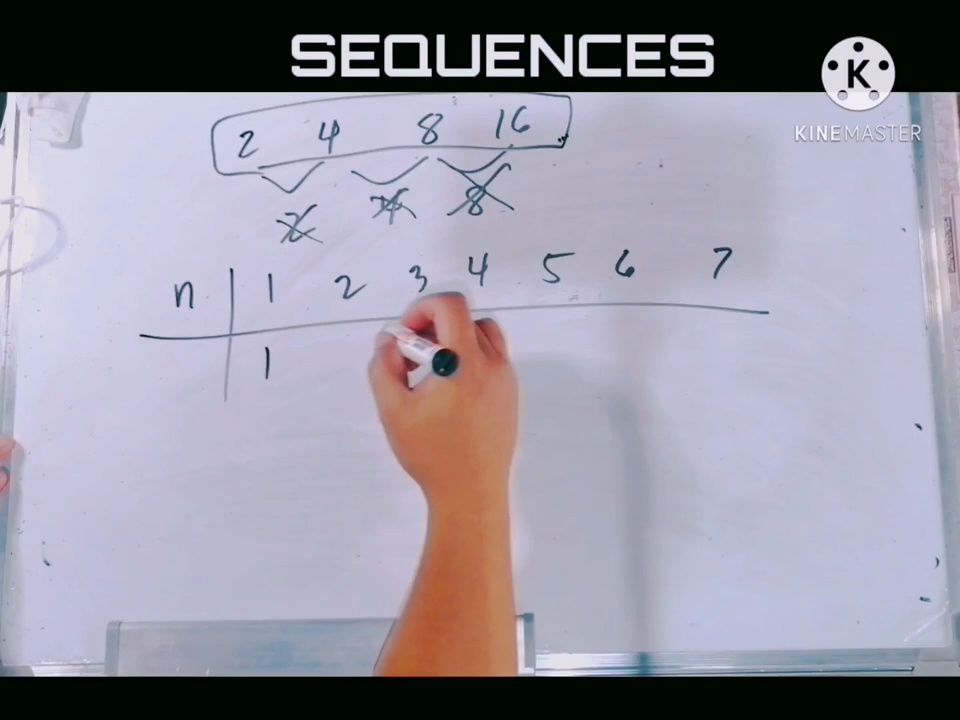 SEQUENCES
K
KINEMASTER
2 4 8 16
2 4 8
n 1 2 3 4 5 6 7
1